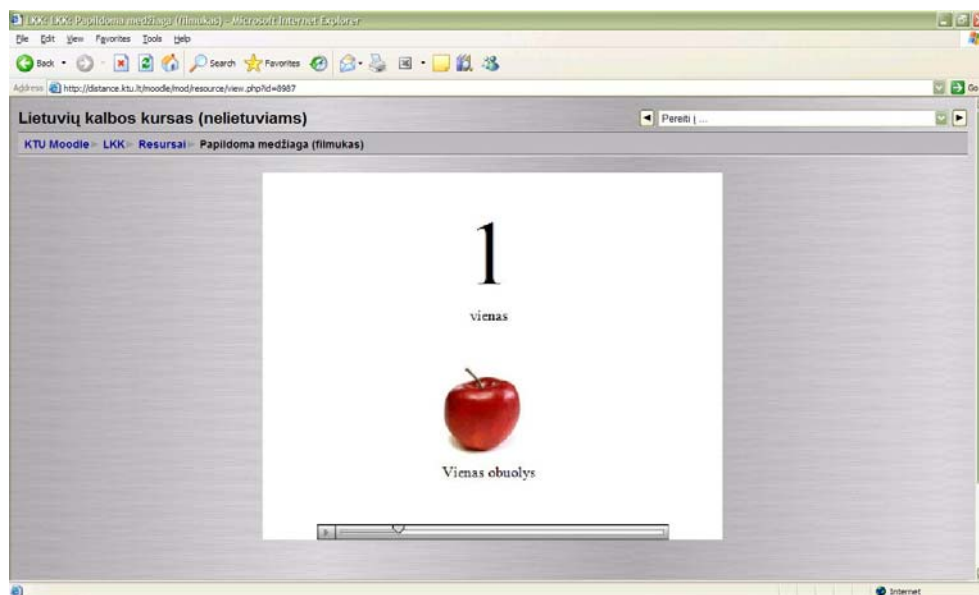 LKK: LKK: Papildoma medžiaga (filmukas) - Microsoft Internet Explorer
File Edit View Favorites Tools Help
Back Search Favorites
Address http://distance.ktu.lt/moodle/mod/resource/view.php?id=8987 Go
Lietuvių kalbos kursas (nelietuviams) Pereiti į ...
KTU Moodle LKK Resursai Papildoma medžiaga (filmukas)
1
vienas
Vienas obuolys
Internet